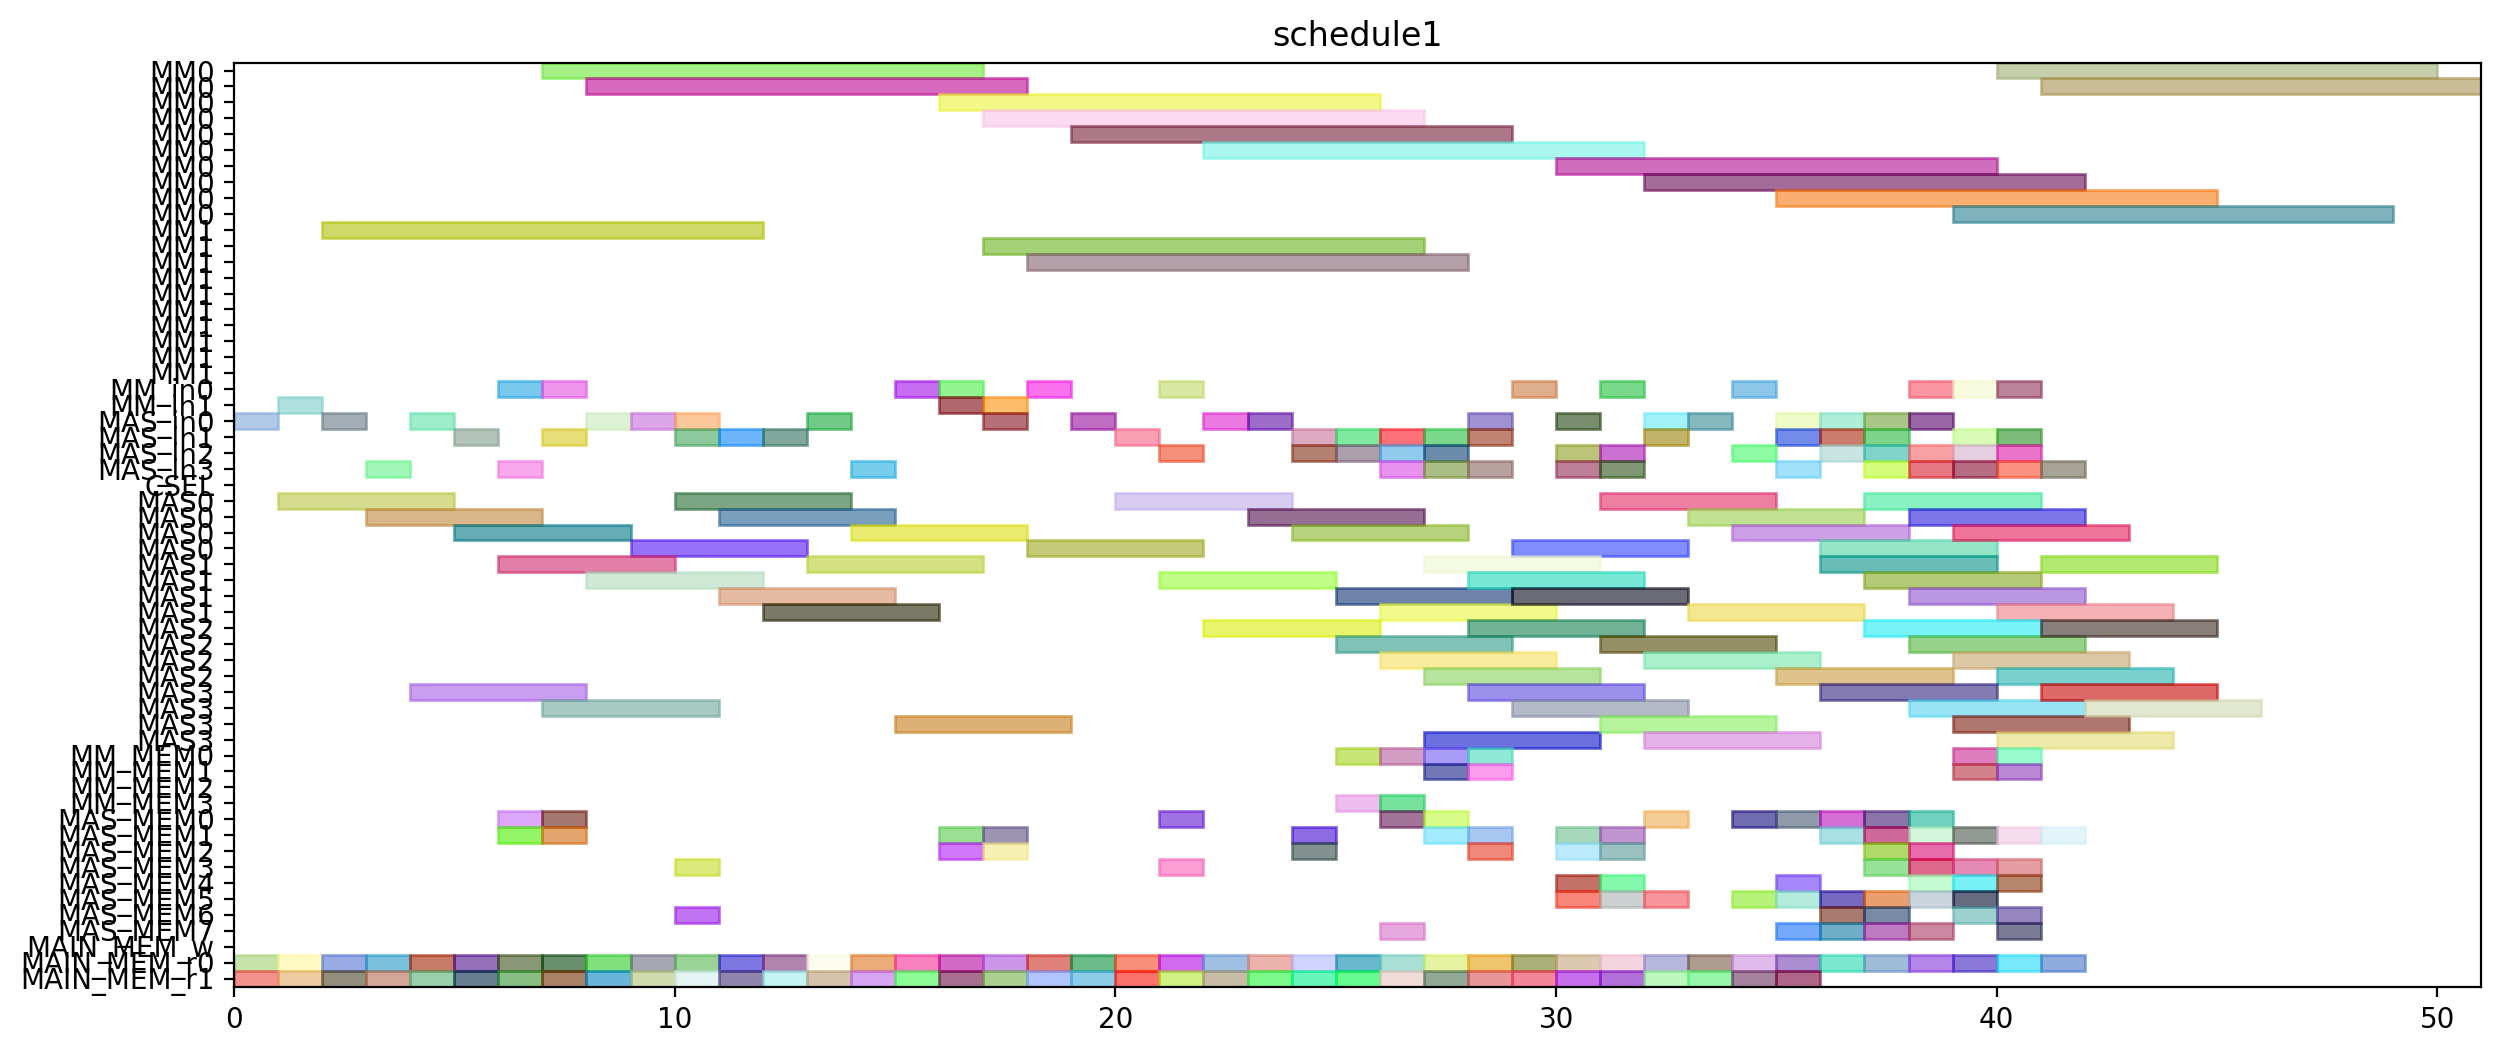 schedule1
MM0
MM0
MM0
MM0
MM0
MM0
MM0
MM0
MM0
MM0
MM1
MM1
MM1
MM1
MM1
MM1
MM1
MM1
MM1
MM1
MM_in0
MM_in1
MAS_in0
MAS_in1
MAS_in2
MAS_in3
CSEL
MAS0
MAS0
MAS0
MAS0
MAS1
MAS1
MAS1
MAS1
MAS2
MAS2
MAS2
MAS2
MAS3
MAS3
MAS3
MAS3
MM_MEM0
MM_MEM1
MM_MEM2
MM_MEM3
MAS_MEM0
MAS_MEM1
MAS_MEM2
MAS_MEM3
MAS_MEM4
MAS_MEM5
MAS_MEM6
MAS_MEM7
MAIN_MEM_w
MAIN_MEM_r0
MAIN_MEM_r1
0 10 20 30 40 50